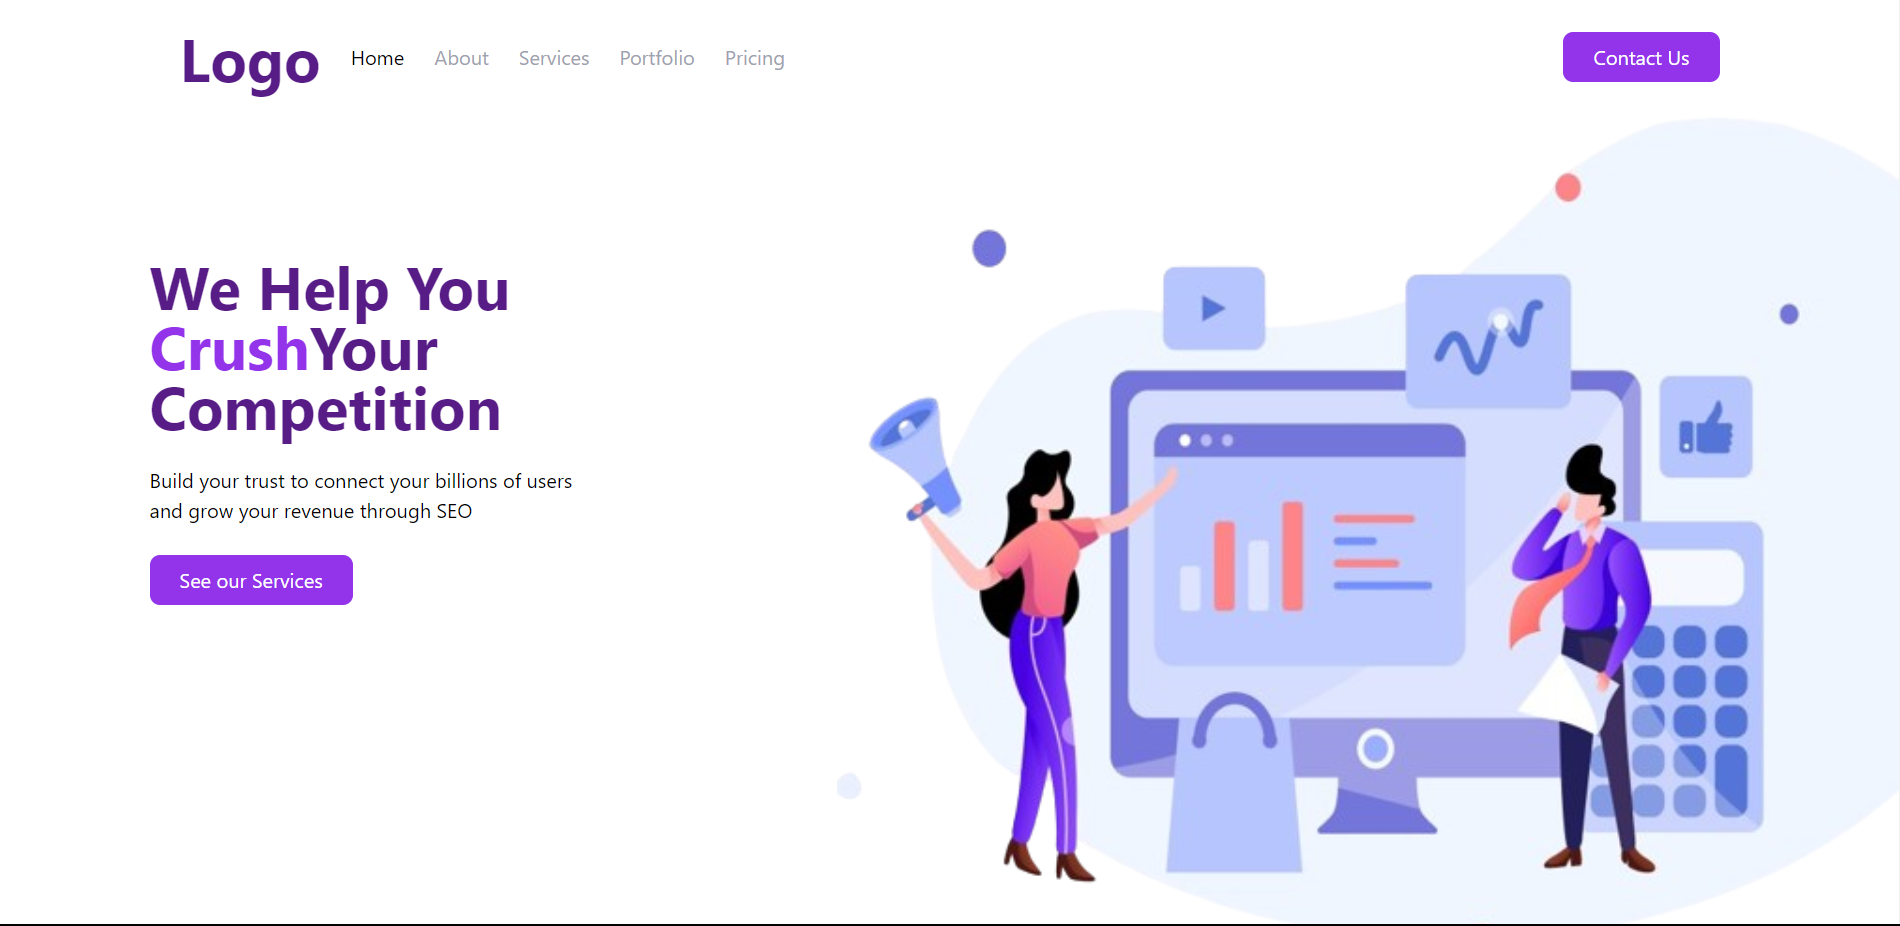 Logo Home About Services Portfolio Pricing Contact Us
We Help You
CrushYour
Competition
Build your trust to connect your billions of users
and grow your revenue through SEO
See our Services